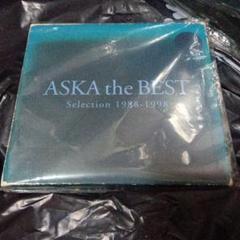 ASKA the BEST
Selection 1988-1998